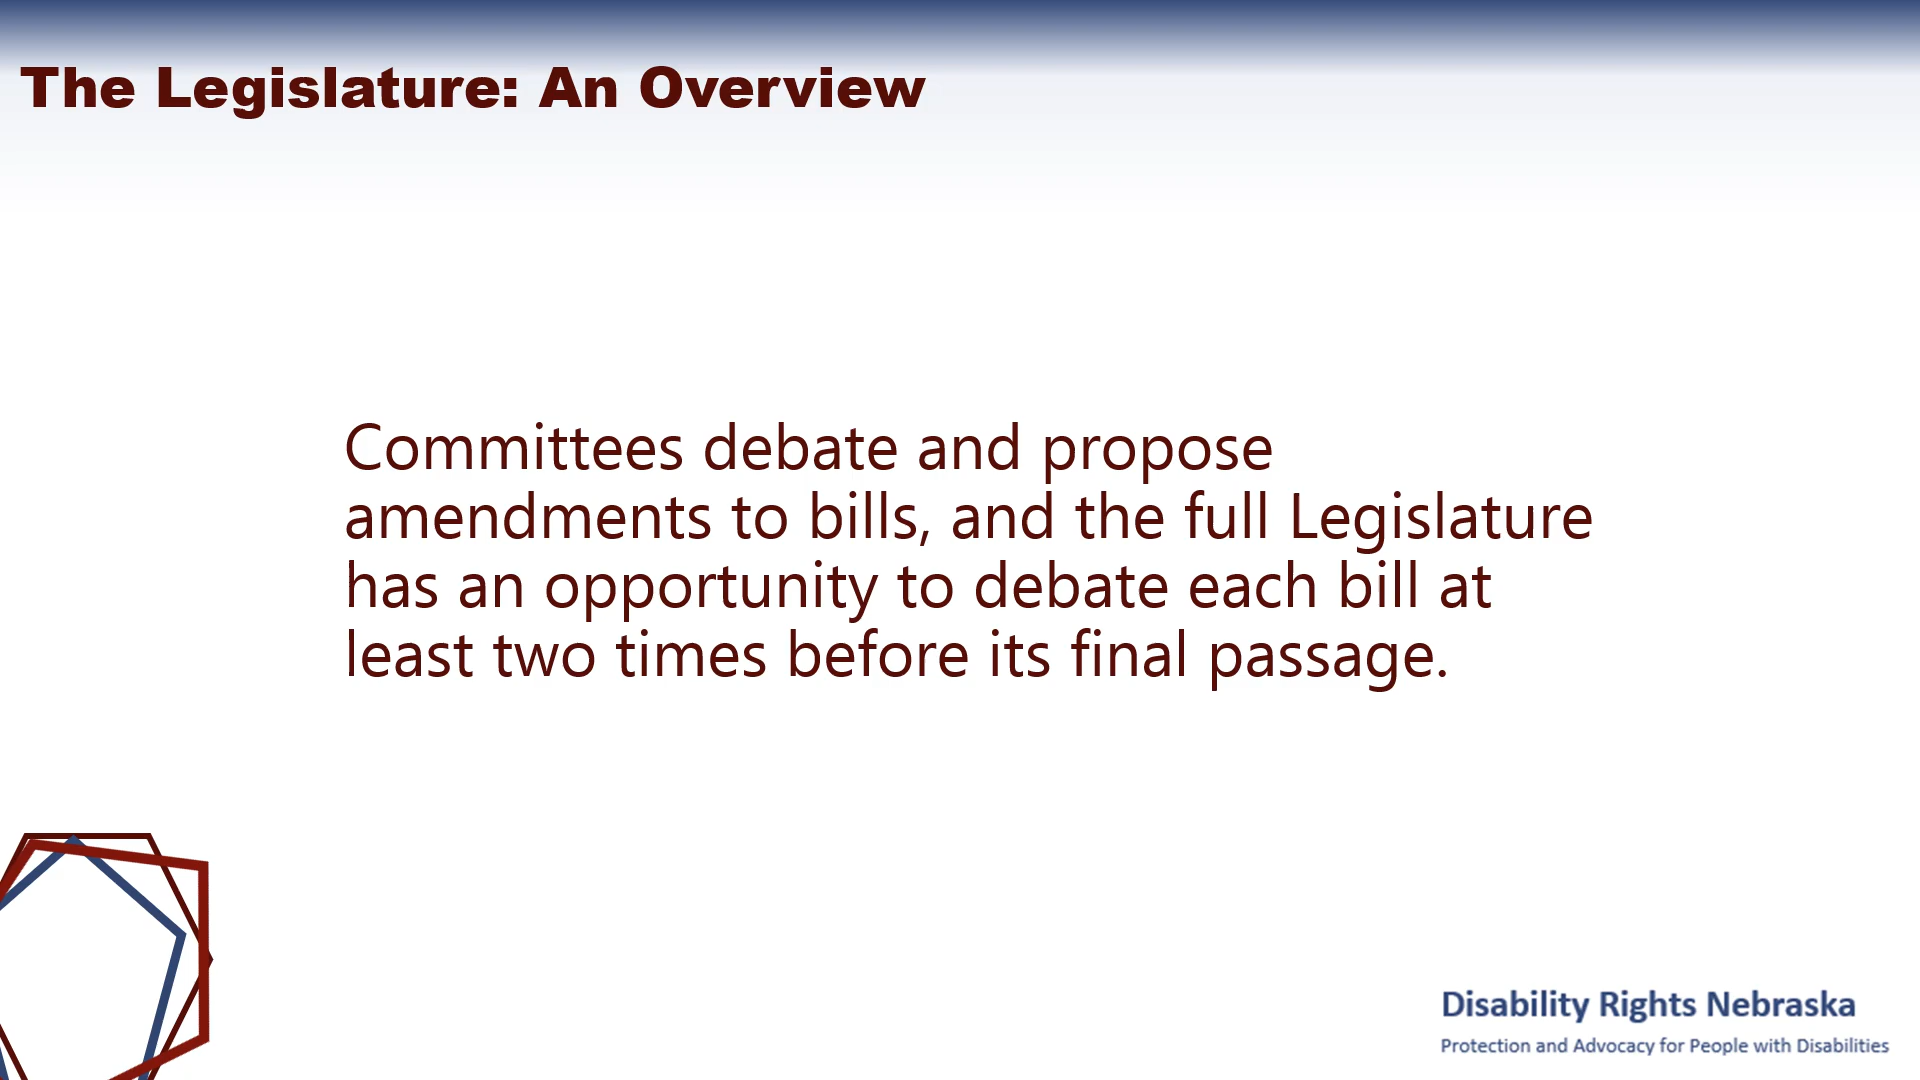 The Legislature: An Overview
Committees debate and propose
amendments to bills, and the full Legislature
has an opportunity to debate each bill at
least two times before its final passage.
Disability Rights Nebraska
Protection and Advocacy for People with Disabilities